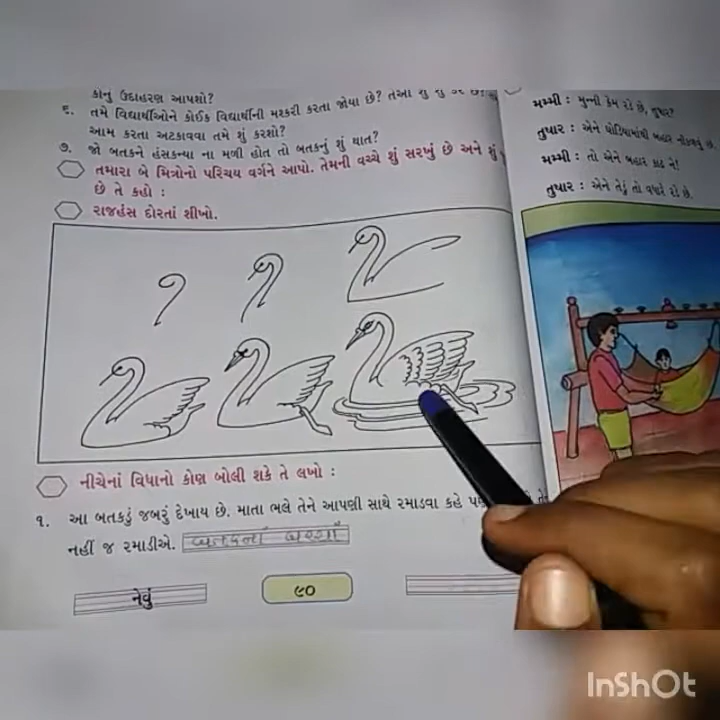 કાનું ઉદાહરણ આપશો?
૬. તમે વિદ્યાર્થીઓને કોઈક વિદ્યાર્થીની મશ્કરી કરતા જોયા છે? તેઓ શું શું કરે છે?
આમ કરતા અટકાવવા તમે શું કરશો?
૭. જો બતકને હંસકન્યા ના મળી હોત તો બતકનું શું થાત?
તમારા બે મિત્રોનો પરિચય વર્ગને આપો. તેમની વચ્ચે શું સરખું છે અને શું
છે તે કહો :
રાજહંસ દોરતાં શીખો.
નીચેનાં વિધાનો કોણ બોલી શકે તે લખો :
૧. આ બતકડું જબરું દેખાય છે. માતા ભલે તેને આપણી સાથે રમાડવા કહે પણ
નહીં જ રમાડીએ. બતકનાં બચ્ચાં
નેવું
૯૦
મમ્મી : મુન્ની કેમ રડે છે, તુષાર?
તુષાર : એને ઘોડિયામાંથી બહાર નીકળવું છે.
મમ્મી : તો એને બહાર કાઢ ને!
તુષાર : એને તેડું તો વધારે રડે છે.
InShOt